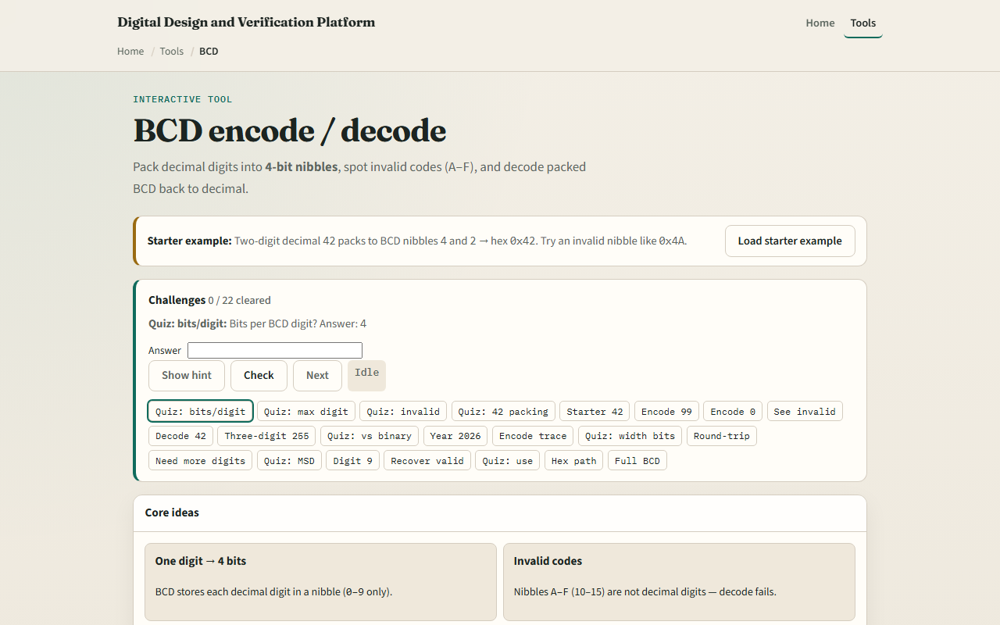 Digital Design and Verification Platform
Home
Tools
Home / Tools / BCD
INTERACTIVE TOOL
BCD encode / decode
Pack decimal digits into 4-bit nibbles, spot invalid codes (A–F), and decode packed
BCD back to decimal.
Starter example: Two-digit decimal 42 packs to BCD nibbles 4 and 2 → hex 0x42. Try an invalid nibble like 0x4A.
Load starter example
Challenges 0 / 22 cleared
Quiz: bits/digit: Bits per BCD digit? Answer: 4
Answer
Show hint
Check
Next
Idle
Quiz: bits/digit
Quiz: max digit
Quiz: invalid
Quiz: 42 packing
Starter 42
Encode 99
Encode 0
See invalid
Decode 42
Three-digit 255
Quiz: vs binary
Year 2026
Encode trace
Quiz: width bits
Round-trip
Need more digits
Quiz: MSD
Digit 9
Recover valid
Quiz: use
Hex path
Full BCD
Core ideas
One digit → 4 bits
BCD stores each decimal digit in a nibble (0–9 only).
Invalid codes
Nibbles A–F (10–15) are not decimal digits — decode fails.